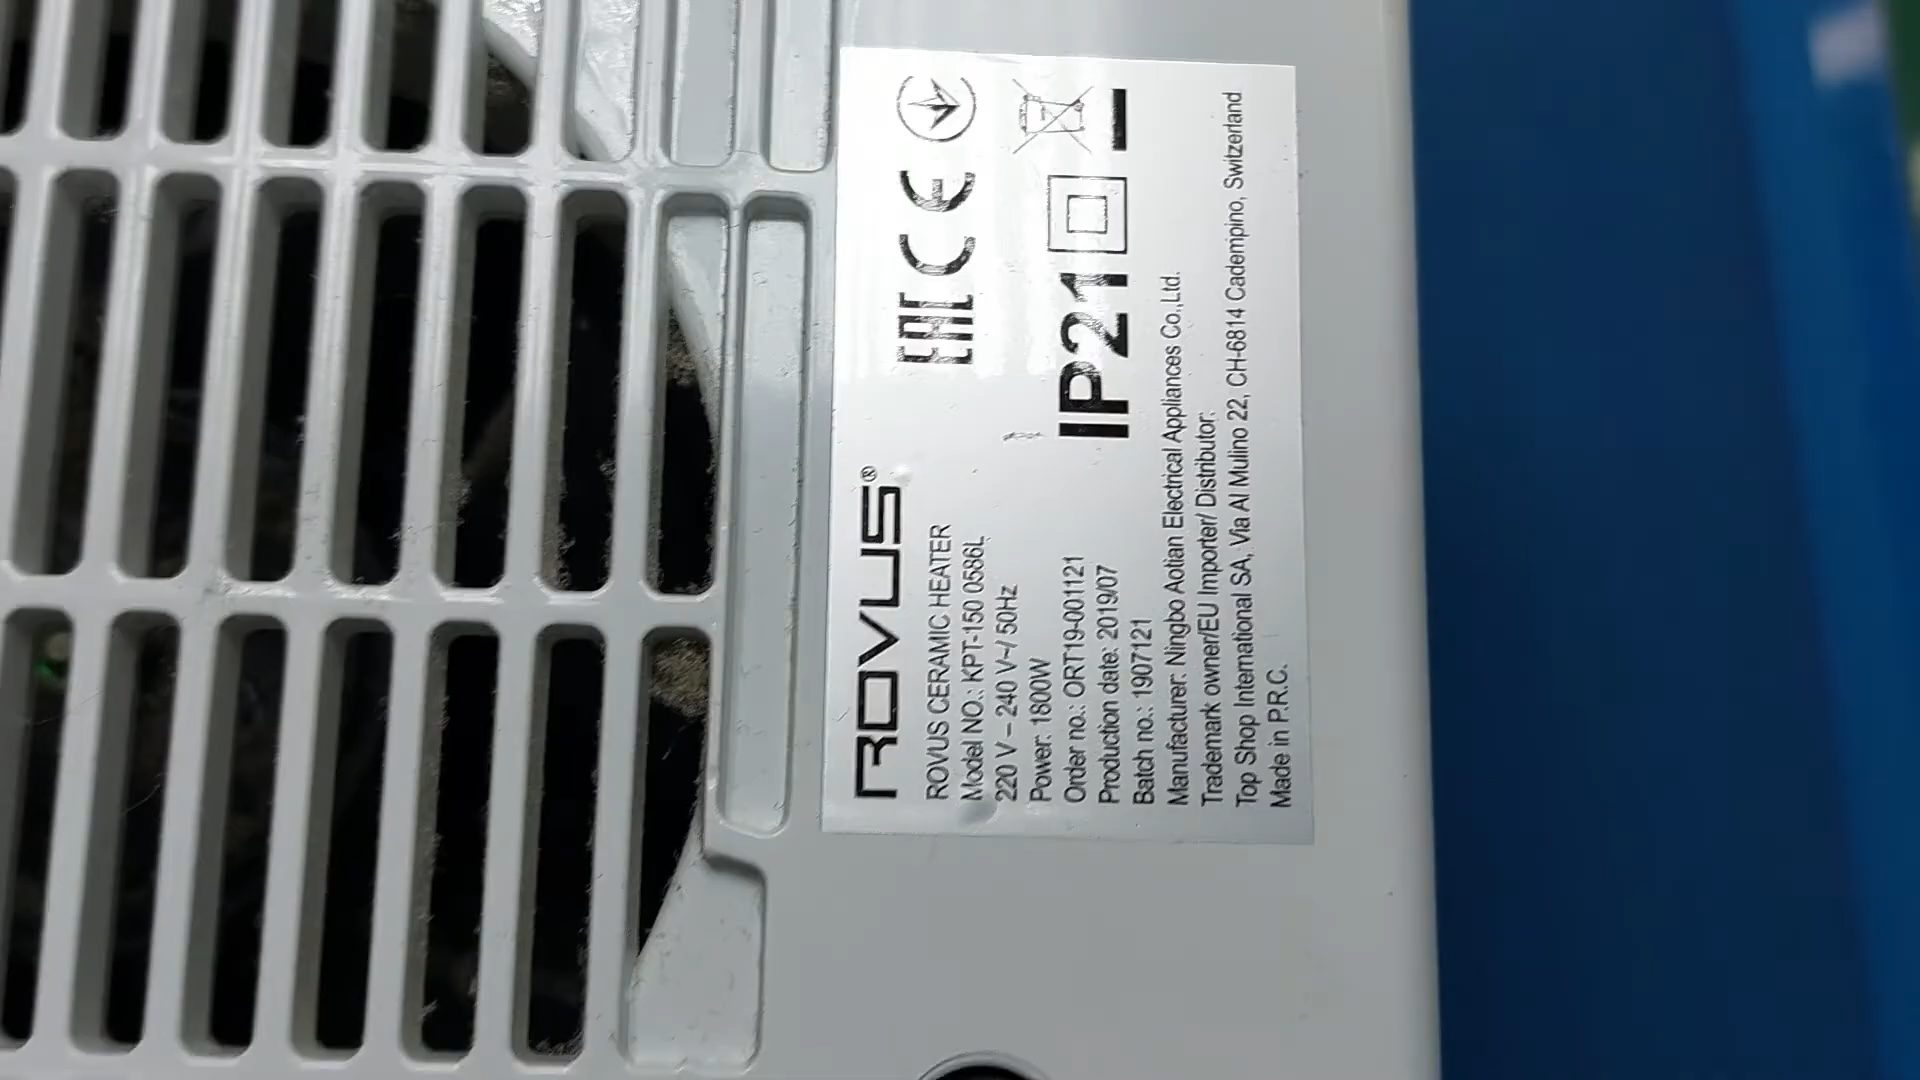 ROVUS®
ROVUS CERAMIC HEATER
Model NO.: KPT-150 0586L
220 V – 240 V~/ 50Hz
Power: 1800W
Order no.: ORT19-001121
Production date: 2019/07
Batch no.: 1907121
Manufacturer: Ningbo Aotian Electrical Appliances Co.,Ltd.
Trademark owner/EU Importer/ Distributor:
Top Shop International SA, Via Al Mulino 22, CH-6814 Cadempino, Switzerland
Made in P.R.C.
EAC CE
IP21